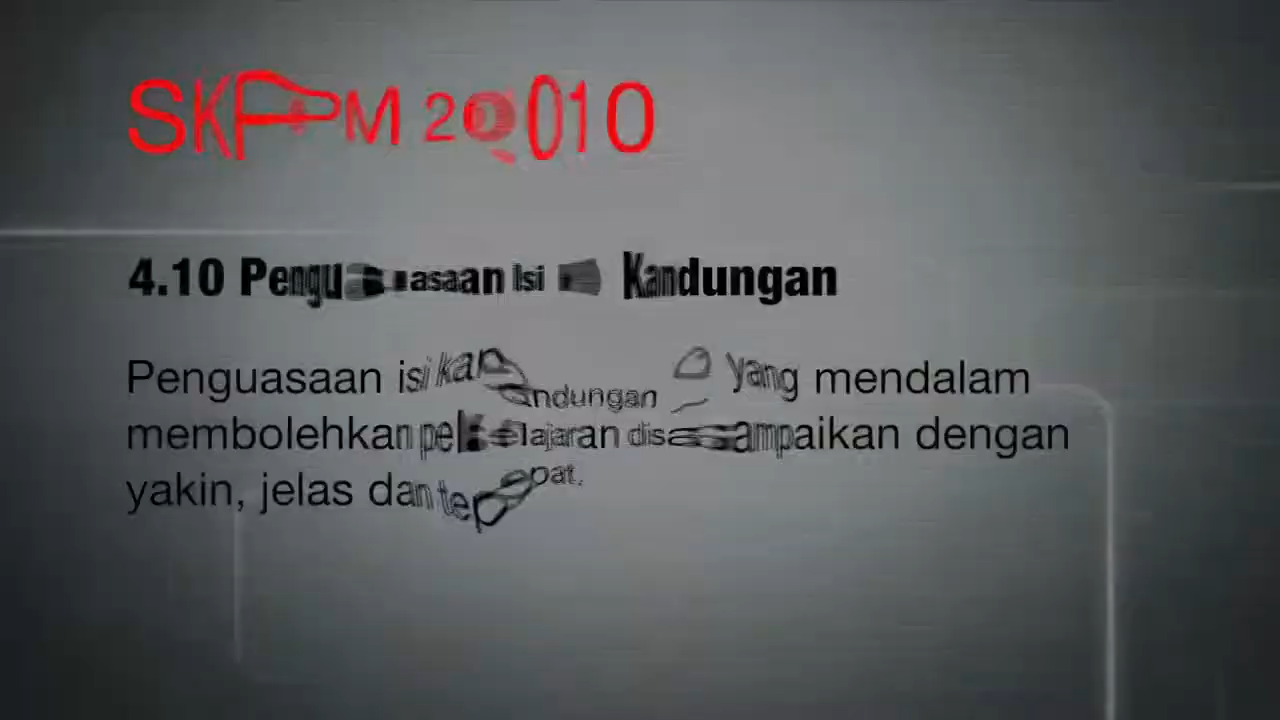 SKPM 2010
4.10 Penguasaan Isi Kandungan
Penguasaan isi kandungan yang mendalam
membolehkan pelajaran disampaikan dengan
yakin, jelas dan tepat.